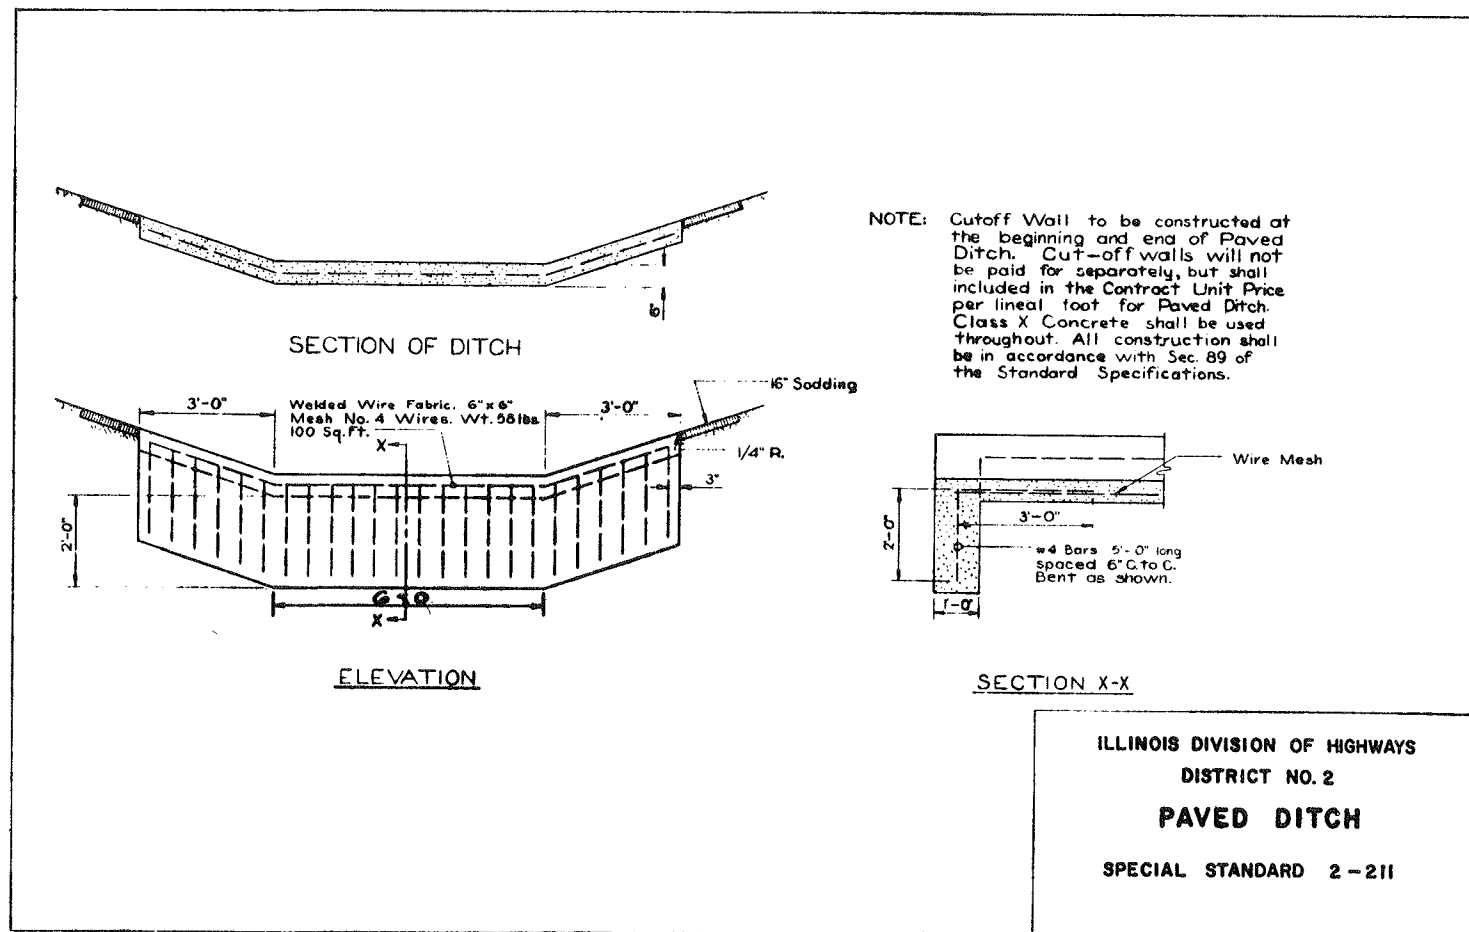 NOTE: Cutoff Wall to be constructed at
the beginning and end of Paved
Ditch. Cut-off walls will not
be paid for separately, but shall
included in the Contract Unit Price
per lineal foot for Paved Ditch.
Class X Concrete shall be used
throughout. All construction shall
be in accordance with Sec. 89 of
the Standard Specifications.
6"
SECTION OF DITCH
16" Sodding
3'-0"
Welded Wire Fabric. 6" x 6"
Mesh No. 4 Wires. Wt. 58 lbs
100 Sq. Ft.
3'-0"
X
1/4" R.
3"
2'-0"
6'-0
X
ELEVATION
Wire Mesh
3'-0"
2'-0"
#4 Bars 5'-0" long
spaced 6" C. to C.
Bent as shown.
1'-0"
SECTION X-X
ILLINOIS DIVISION OF HIGHWAYS
DISTRICT NO. 2
PAVED DITCH
SPECIAL STANDARD 2-211